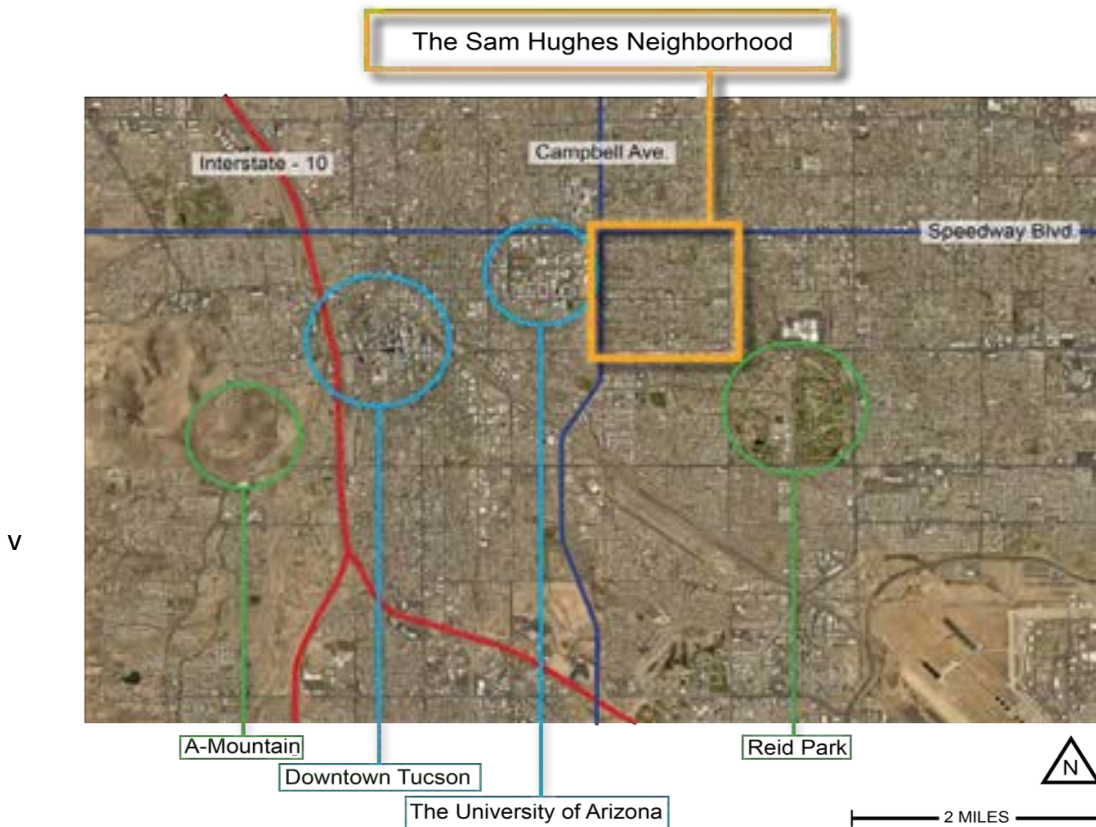 The Sam Hughes Neighborhood
Interstate - 10
Campbell Ave.
Speedway Blvd.
v
A-Mountain
Reid Park
Downtown Tucson
N
The University of Arizona
2 MILES